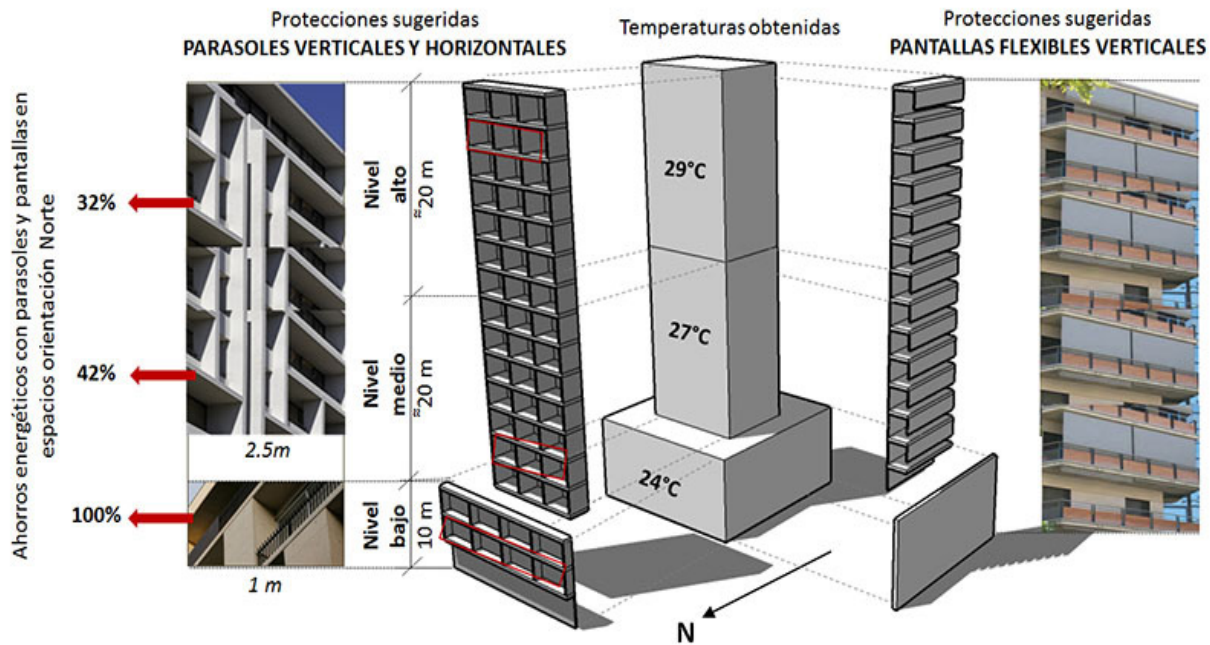 Protecciones sugeridas
PARASOLES VERTICALES Y HORIZONTALES
Temperaturas obtenidas
Protecciones sugeridas
PANTALLAS FLEXIBLES VERTICALES
Ahorros energéticos con parasoles y pantallas en
espacios orientación Norte
32%
42%
100%
2.5m
1 m
Nivel
alto
≈20 m
Nivel
medio
≈20 m
Nivel
bajo
10 m
29°C
27°C
24°C
N